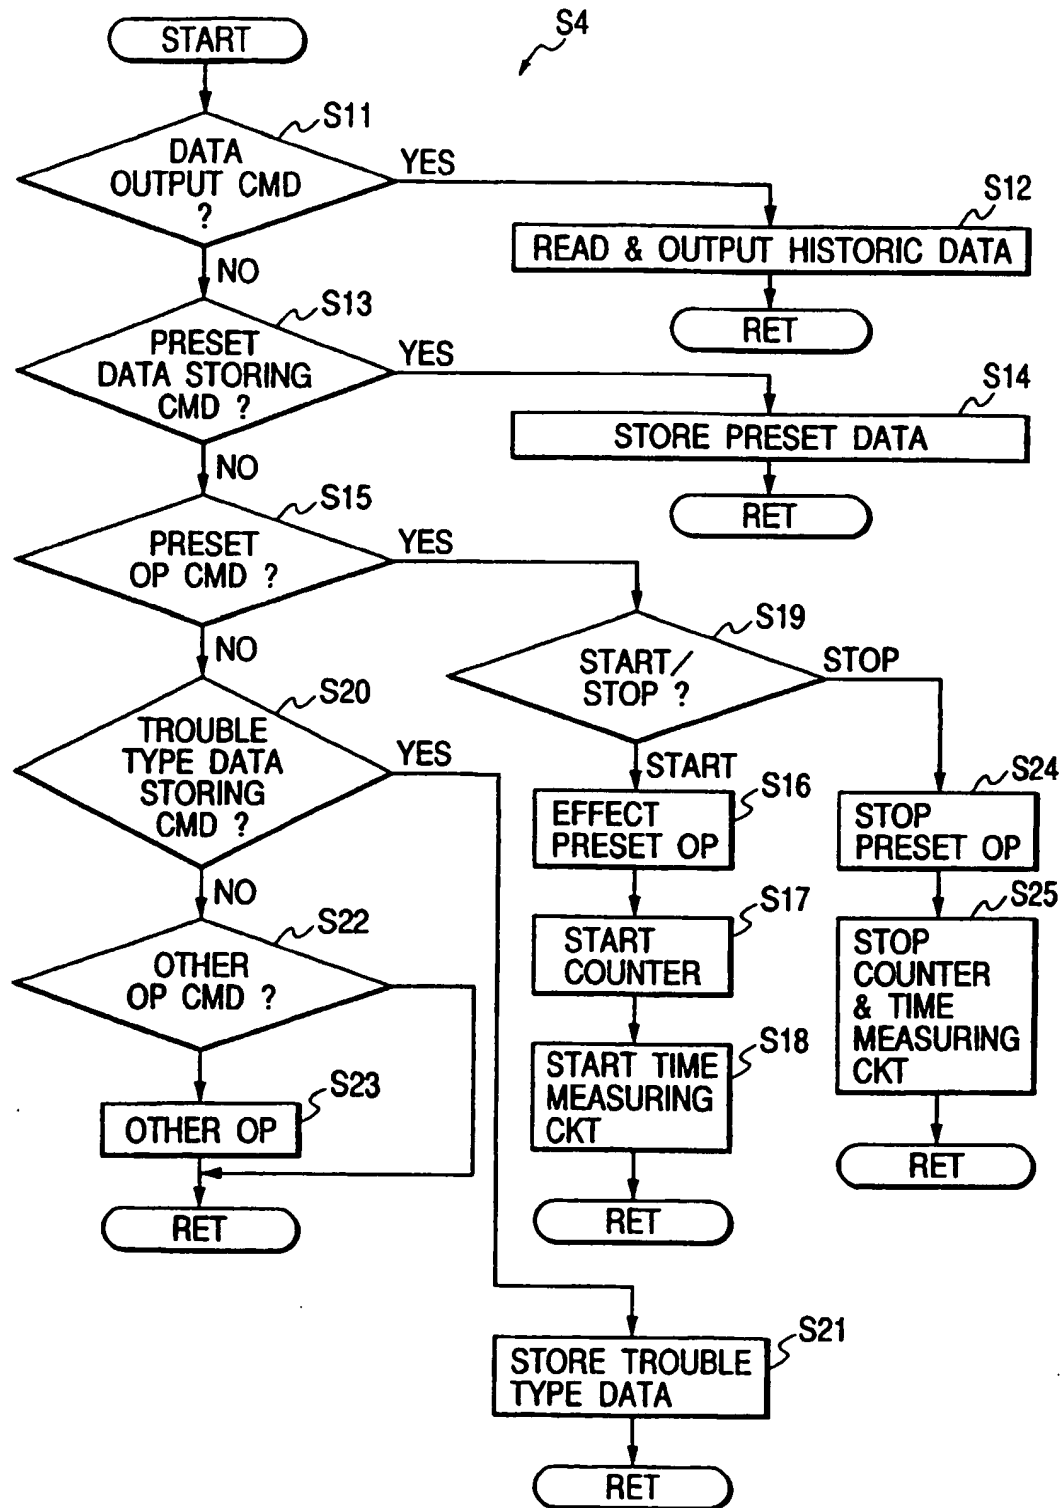 START
S4
S11
DATA
OUTPUT CMD
?
YES
S12
READ & OUTPUT HISTORIC DATA
RET
NO
S13
PRESET
DATA STORING
CMD ?
YES
S14
STORE PRESET DATA
RET
NO
S15
PRESET
OP CMD ?
YES
S19
START/
STOP ?
STOP
START
S16
EFFECT
PRESET OP
S17
START
COUNTER
S18
START TIME
MEASURING
CKT
RET
S24
STOP
PRESET OP
S25
STOP
COUNTER
& TIME
MEASURING
CKT
RET
NO
S20
TROUBLE
TYPE DATA
STORING
CMD ?
YES
S21
STORE TROUBLE
TYPE DATA
RET
NO
S22
OTHER
OP CMD ?
S23
OTHER OP
RET